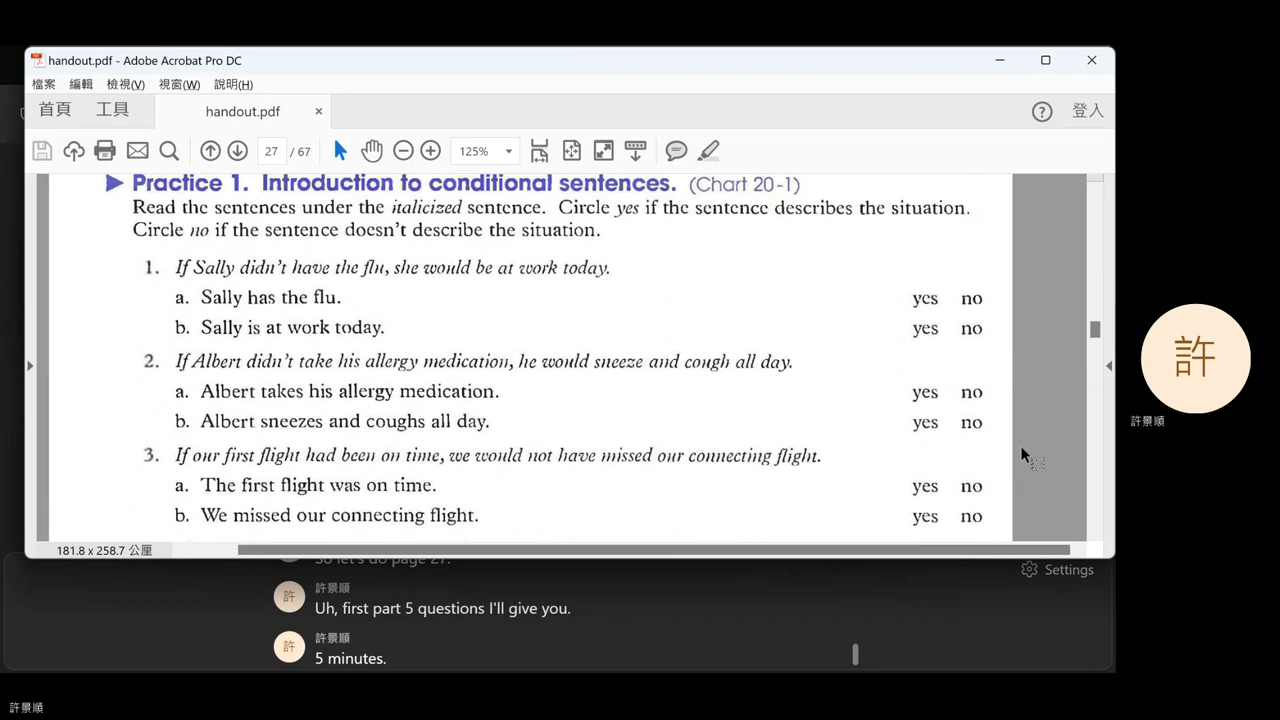 handout.pdf - Adobe Acrobat Pro DC
檔案 編輯 檢視(V) 視窗(W) 說明(H)
首頁 工具 handout.pdf × ? 登入
27 / 67 125%
Practice 1. Introduction to conditional sentences. (Chart 20-1)
Read the sentences under the italicized sentence. Circle yes if the sentence describes the situation.
Circle no if the sentence doesn't describe the situation.
1. If Sally didn't have the flu, she would be at work today.
a. Sally has the flu. yes no
b. Sally is at work today. yes no
2. If Albert didn't take his allergy medication, he would sneeze and cough all day.
a. Albert takes his allergy medication. yes no
b. Albert sneezes and coughs all day. yes no
3. If our first flight had been on time, we would not have missed our connecting flight.
a. The first flight was on time. yes no
b. We missed our connecting flight. yes no
181.8 x 258.7 公厘
許
許景順
So let's do page 27.
Settings
許 許景順
Uh, first part 5 questions I'll give you.
許 許景順
5 minutes.
許景順